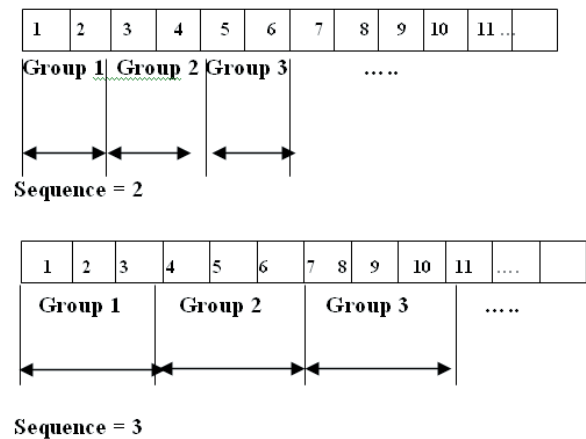 1 2 3 4 5 6 7 8 9 10 11 ...
Group 1 Group 2 Group 3 .....
Sequence = 2
1 2 3 4 5 6 7 8 9 10 11 ....
Group 1 Group 2 Group 3 .....
Sequence = 3